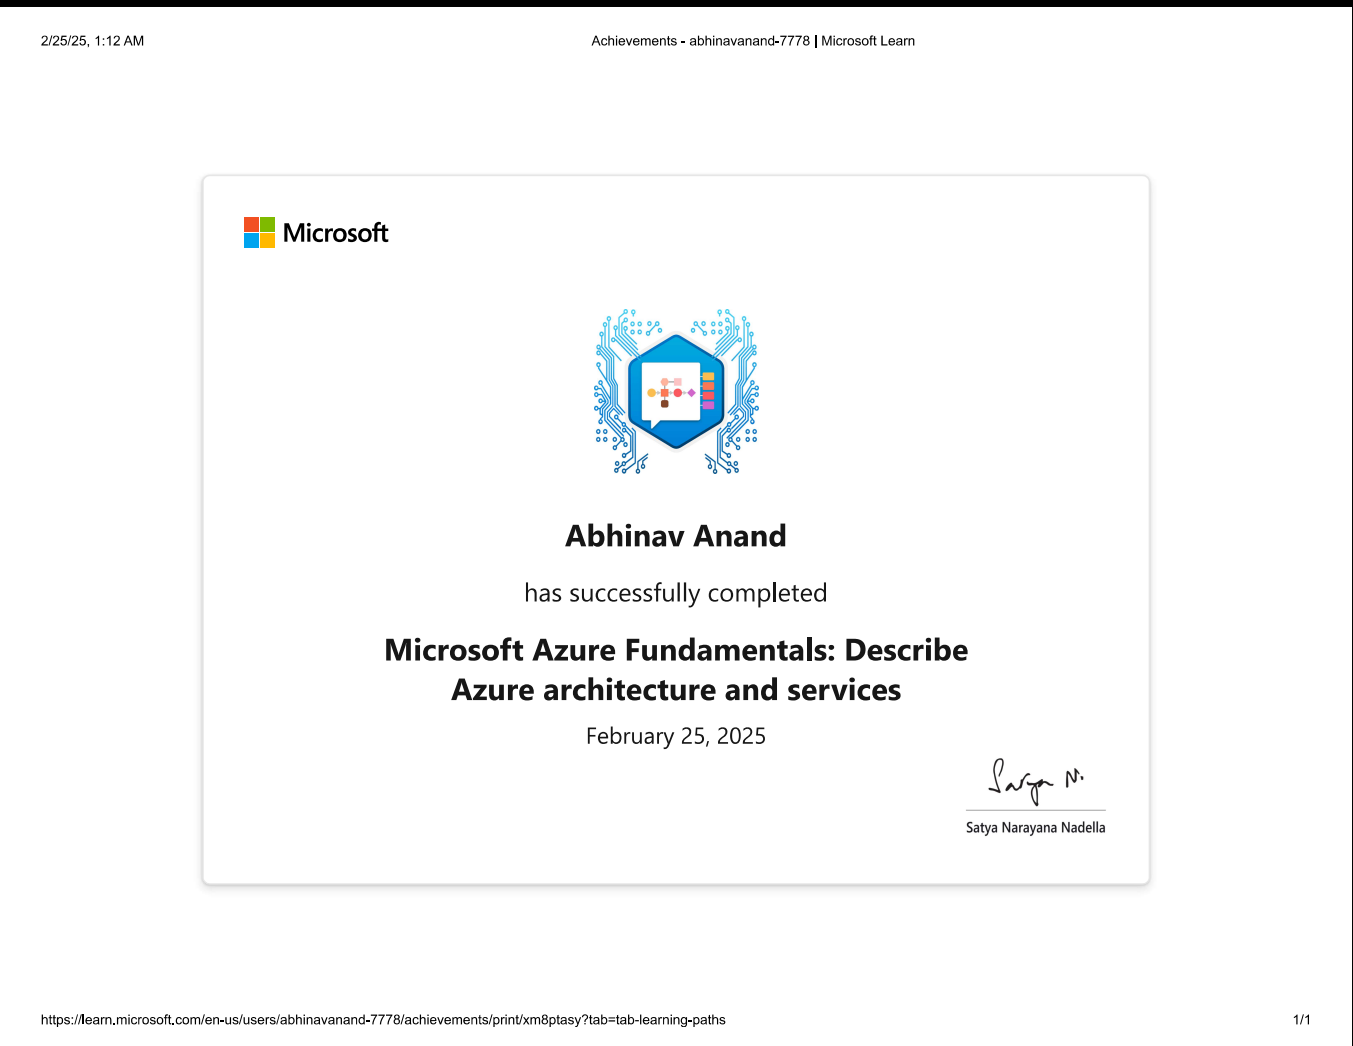 2/25/25, 1:12 AM
Achievements - abhinavanand-7778 | Microsoft Learn
Microsoft
Abhinav Anand
has successfully completed
Microsoft Azure Fundamentals: Describe
Azure architecture and services
February 25, 2025
Satya N.
Satya Narayana Nadella
https://learn.microsoft.com/en-us/users/abhinavanand-7778/achievements/print/xm8ptasy?tab=tab-learning-paths
1/1